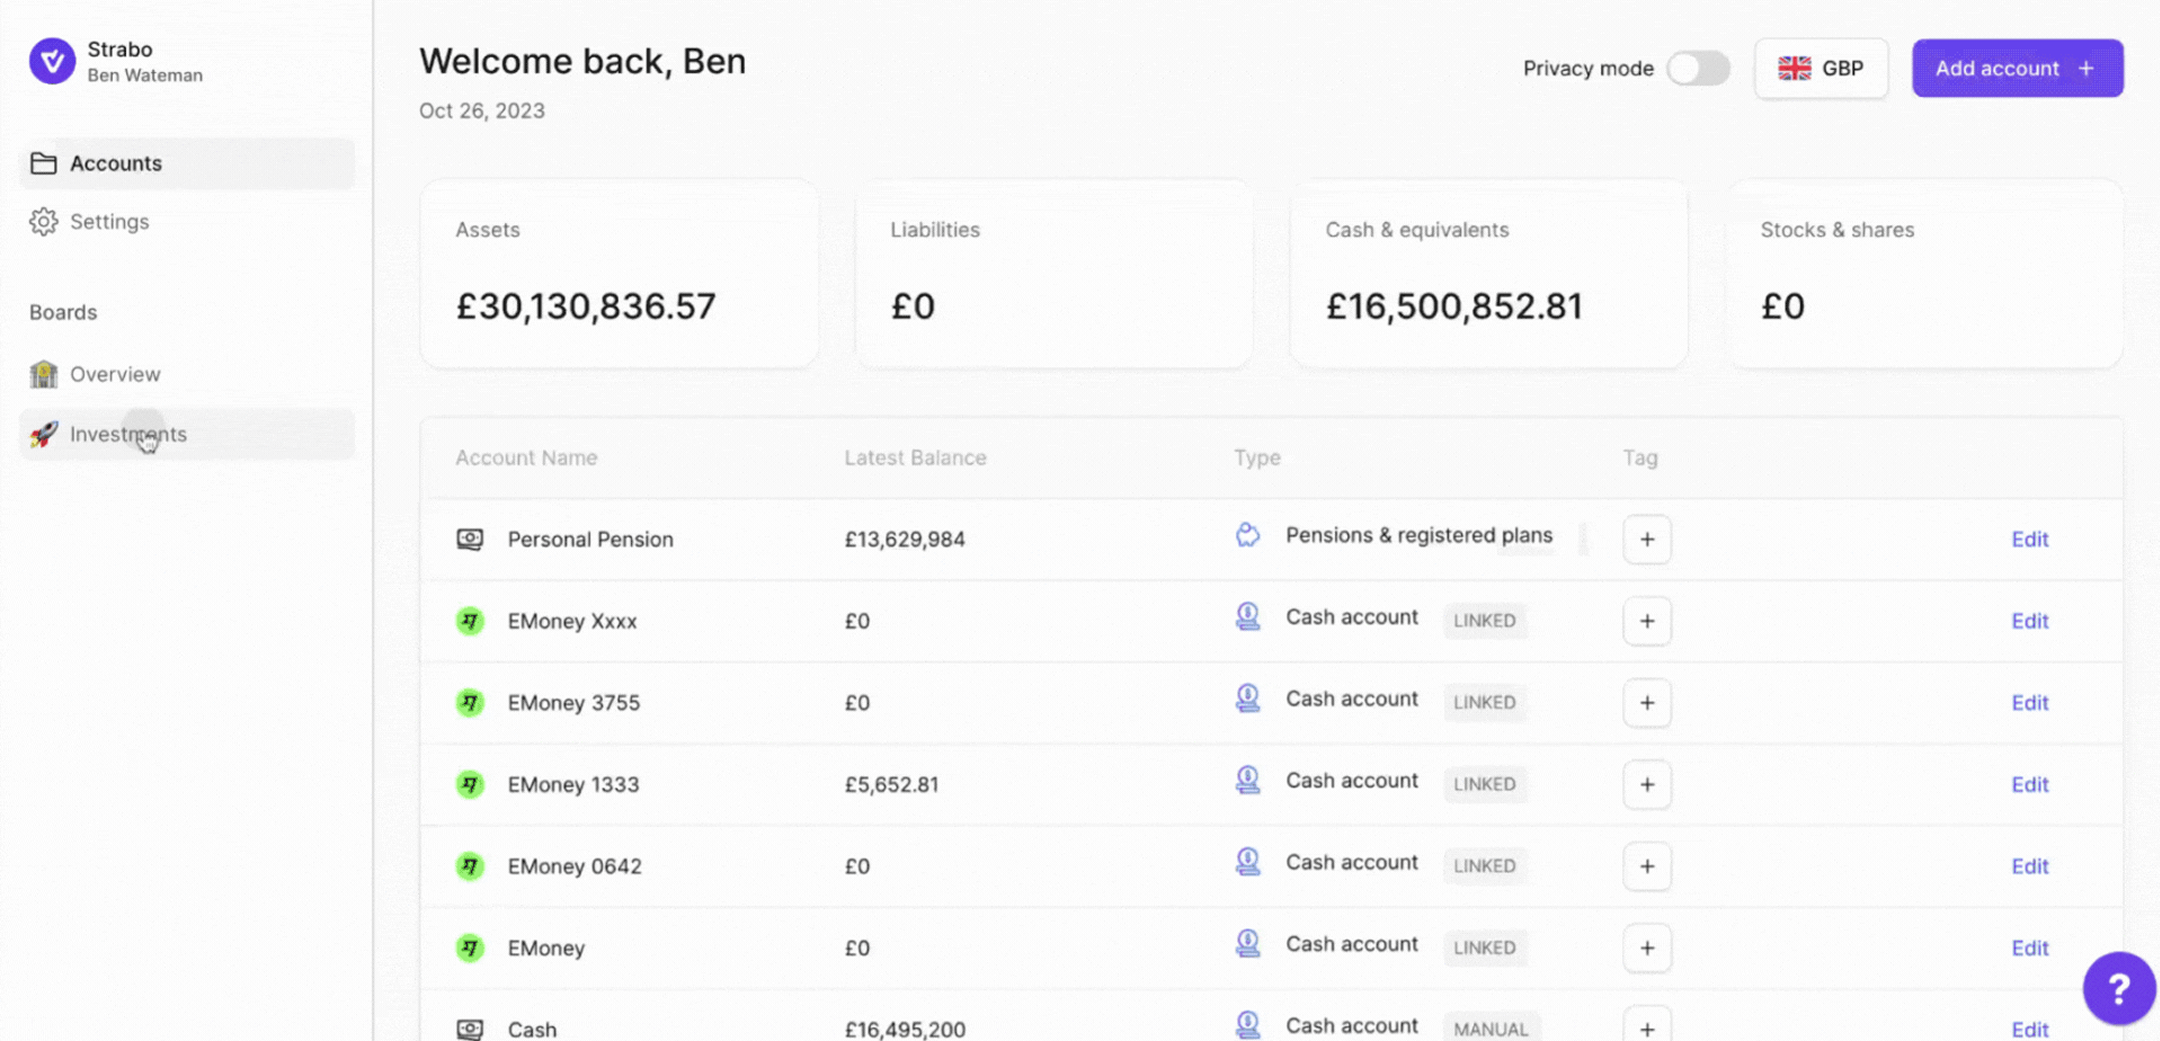 Strabo
Ben Wateman
Accounts
Settings
Boards
Overview
Investments
Welcome back, Ben
Oct 26, 2023
Privacy mode
GBP
Add account +
Assets
£30,130,836.57
Liabilities
£0
Cash & equivalents
£16,500,852.81
Stocks & shares
£0
Account Name Latest Balance Type Tag
Personal Pension £13,629,984 Pensions & registered plans + Edit
EMoney Xxxx £0 Cash account LINKED + Edit
EMoney 3755 £0 Cash account LINKED + Edit
EMoney 1333 £5,652.81 Cash account LINKED + Edit
EMoney 0642 £0 Cash account LINKED + Edit
EMoney £0 Cash account LINKED + Edit
Cash £16,495,200 Cash account MANUAL + Edit
?